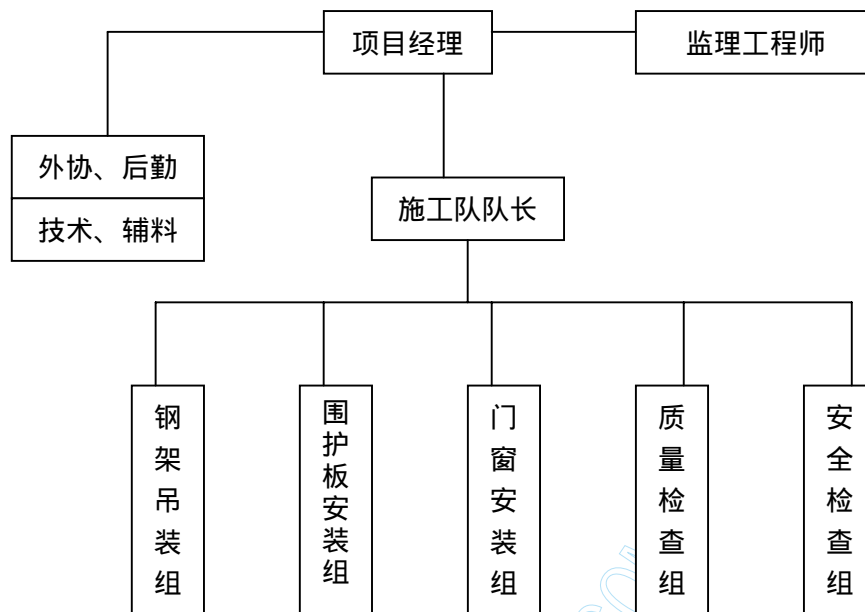 项目经理
监理工程师
外协、后勤
技术、辅料
施工队队长
钢架吊装组
围护板安装组
门窗安装组
质量检查组
安全检查组